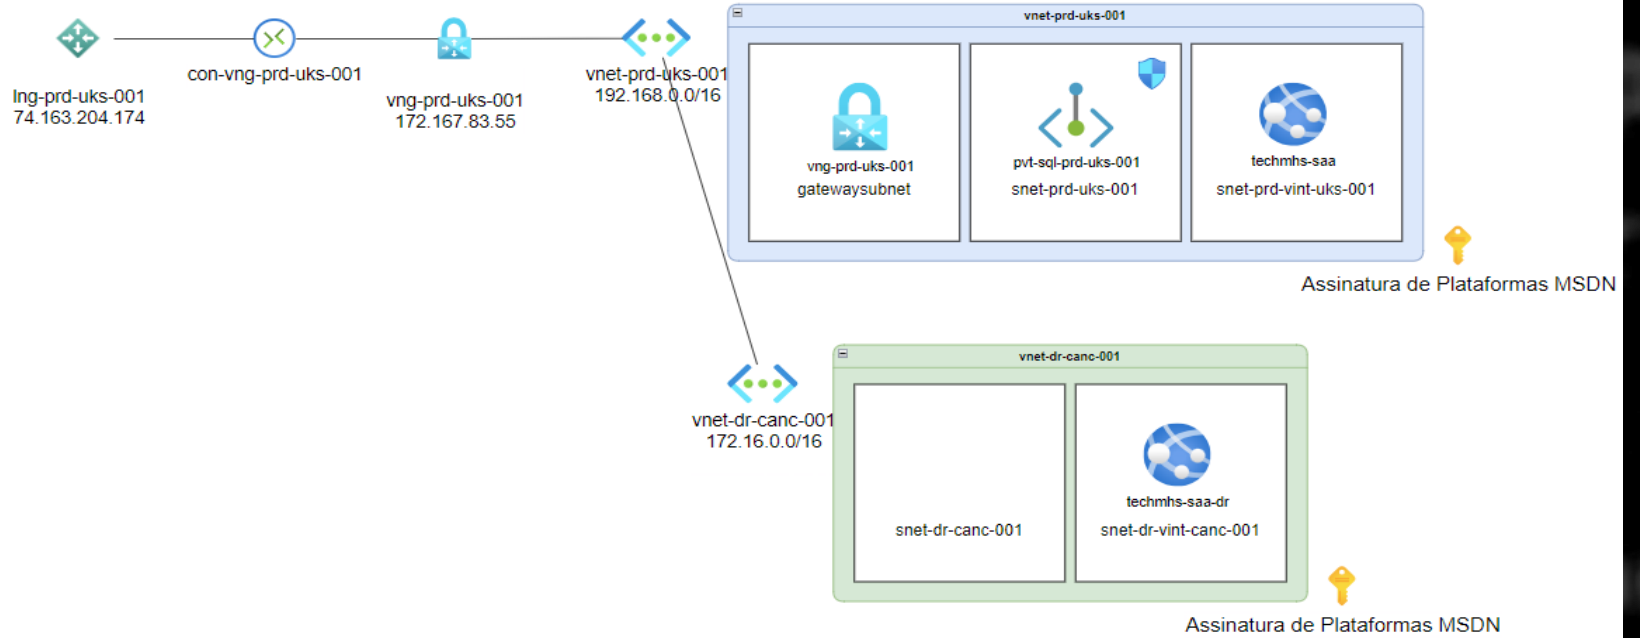 lng-prd-uks-001
74.163.204.174
con-vng-prd-uks-001
vng-prd-uks-001
172.167.83.55
vnet-prd-uks-001
192.168.0.0/16
vnet-prd-uks-001
vng-prd-uks-001
gatewaysubnet
pvt-sql-prd-uks-001
snet-prd-uks-001
techmhs-saa
snet-prd-vint-uks-001
Assinatura de Plataformas MSDN
vnet-dr-canc-001
172.16.0.0/16
vnet-dr-canc-001
snet-dr-canc-001
techmhs-saa-dr
snet-dr-vint-canc-001
Assinatura de Plataformas MSDN